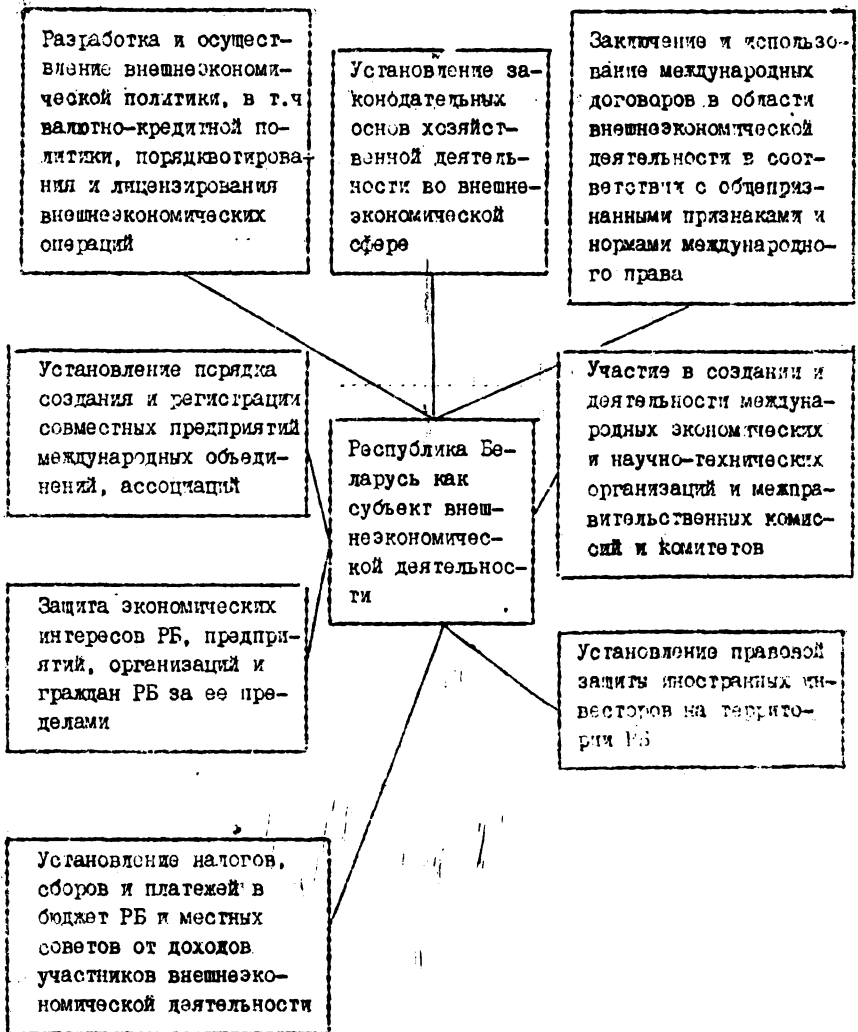 Разработка и осущест-
вление внешнеэкономи-
ческой политики, в т.ч
валютно-кредитной по-
литики, порядквотирова-
ния и лицензирования
внешнеэкономических
операций
Установление за-
конодательных
основ хозяйст-
венной деятель-
ности во внешне-
экономической
сфере
Заключение и использо-
вание международных
договоров в области
внешнеэкономической
деятельности в соот-
ветствии с общеприз-
нанными признаками и
нормами международно-
го права
Установление порядка
создания и регистрации
совместных предприятий
международных объеди-
нений, ассоциаций
Республика Бе-
ларусь как
субъект внеш-
неэкономичес-
кой деятельнос-
ти
Участие в создании и
деятельности междуна-
родных экономических
и научно-технических
организаций и межпра-
вительственных комис-
сий и комитетов
Защита экономических
интересов РБ, предпри-
ятий, организаций и
граждан РБ за ее пре-
делами
Установление правовой
защиты иностранных ин-
весторов на террито-
рии РБ
Установление налогов,
сборов и платежей в
бюджет РБ и местных
советов от доходов
участников внешнеэко-
номической деятельности